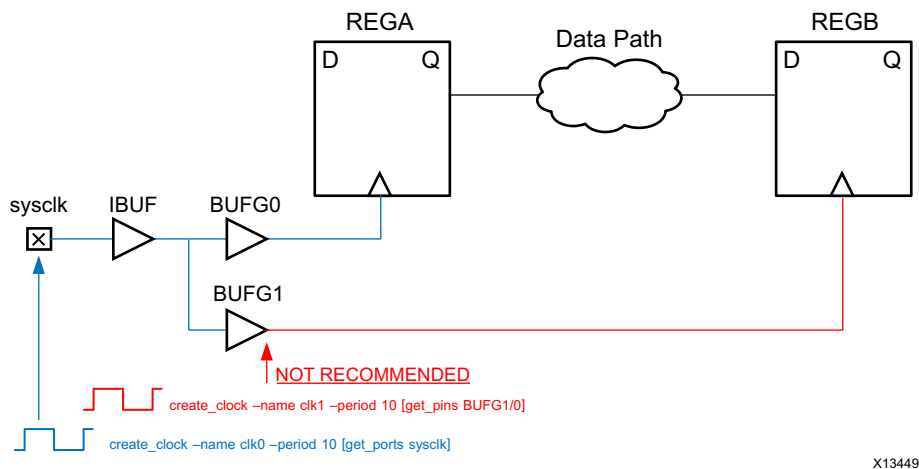 REGA
REGB
D
Q
Data Path
D
Q
sysclk
IBUF
BUFG0
BUFG1
NOT RECOMMENDED
create_clock –name clk1 –period 10 [get_pins BUFG1/0]
create_clock –name clk0 –period 10 [get_ports sysclk]
X13449